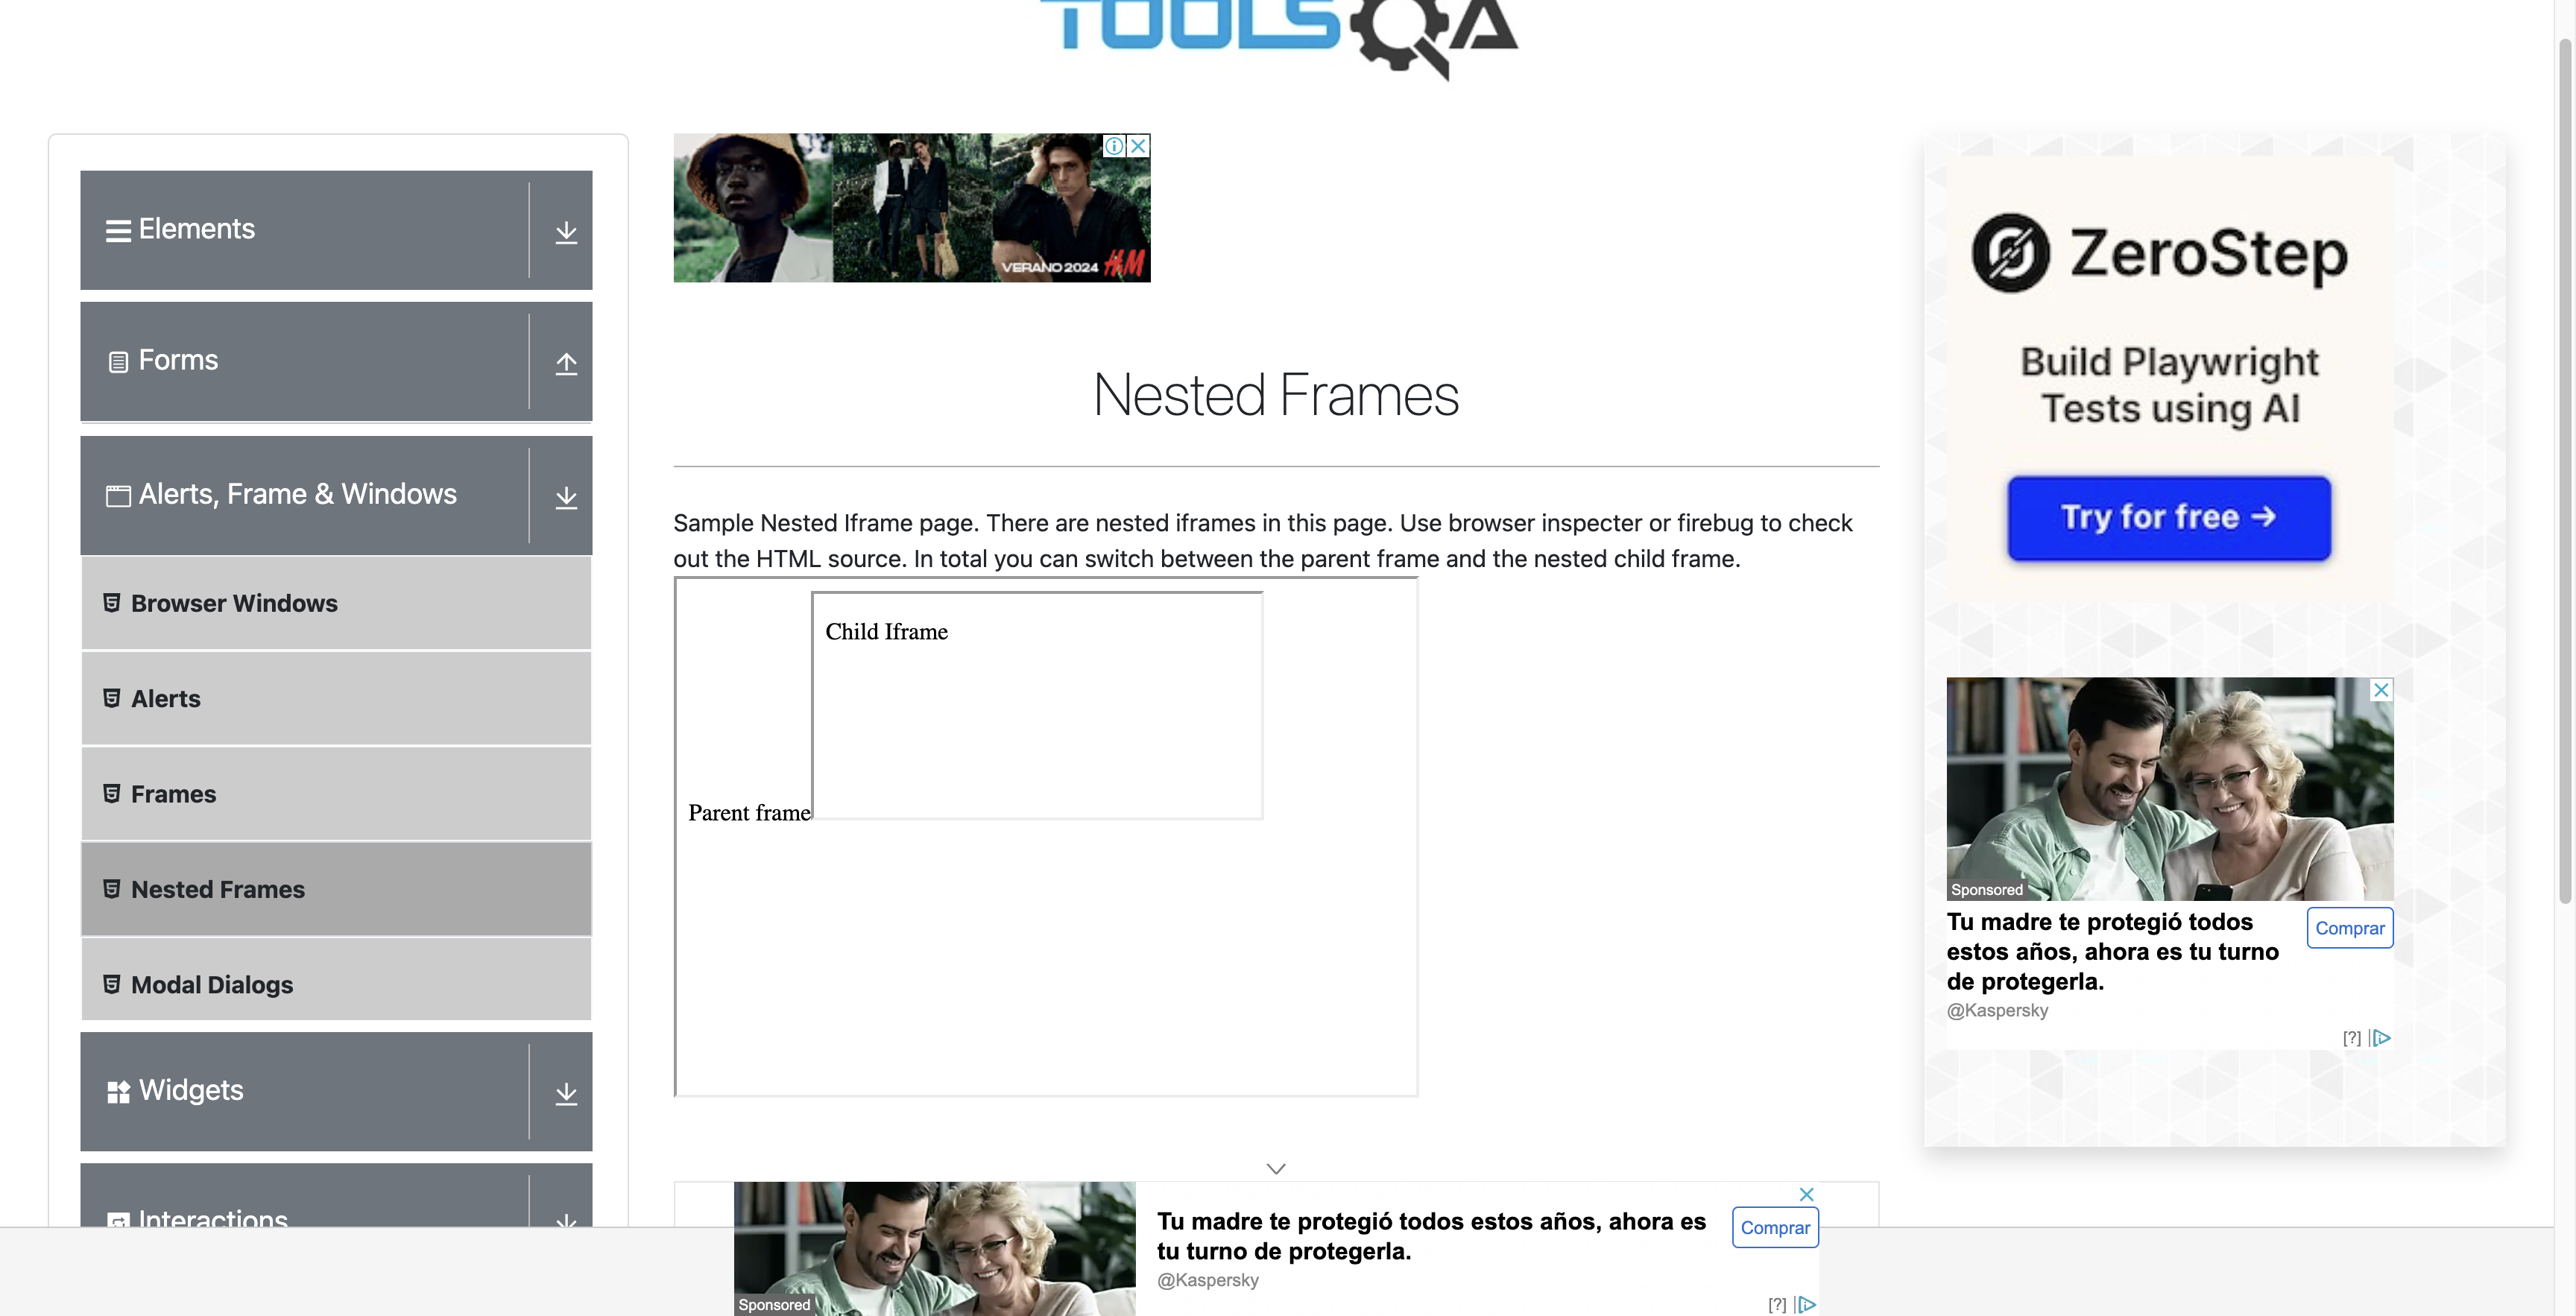 TOOLSQA
Elements
Forms
Alerts, Frame & Windows
Browser Windows
Alerts
Frames
Nested Frames
Modal Dialogs
Widgets
Interactions
VERANO 2024 H&M
Nested Frames
Sample Nested Iframe page. There are nested iframes in this page. Use browser inspecter or firebug to check
out the HTML source. In total you can switch between the parent frame and the nested child frame.
Child Iframe
Parent frame
Tu madre te protegió todos estos años, ahora es
tu turno de protegerla.
@Kaspersky
Comprar
Sponsored
[?]
ZeroStep
Build Playwright
Tests using AI
Try for free →
Sponsored
Tu madre te protegió todos
estos años, ahora es tu turno
de protegerla.
Comprar
@Kaspersky
[?]